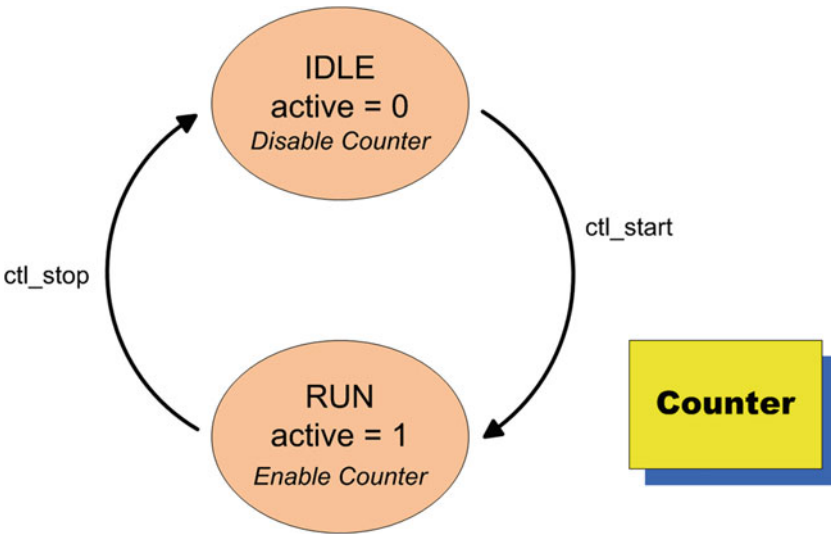 IDLE
active = 0
Disable Counter
ctl_start
ctl_stop
RUN
active = 1
Enable Counter
Counter